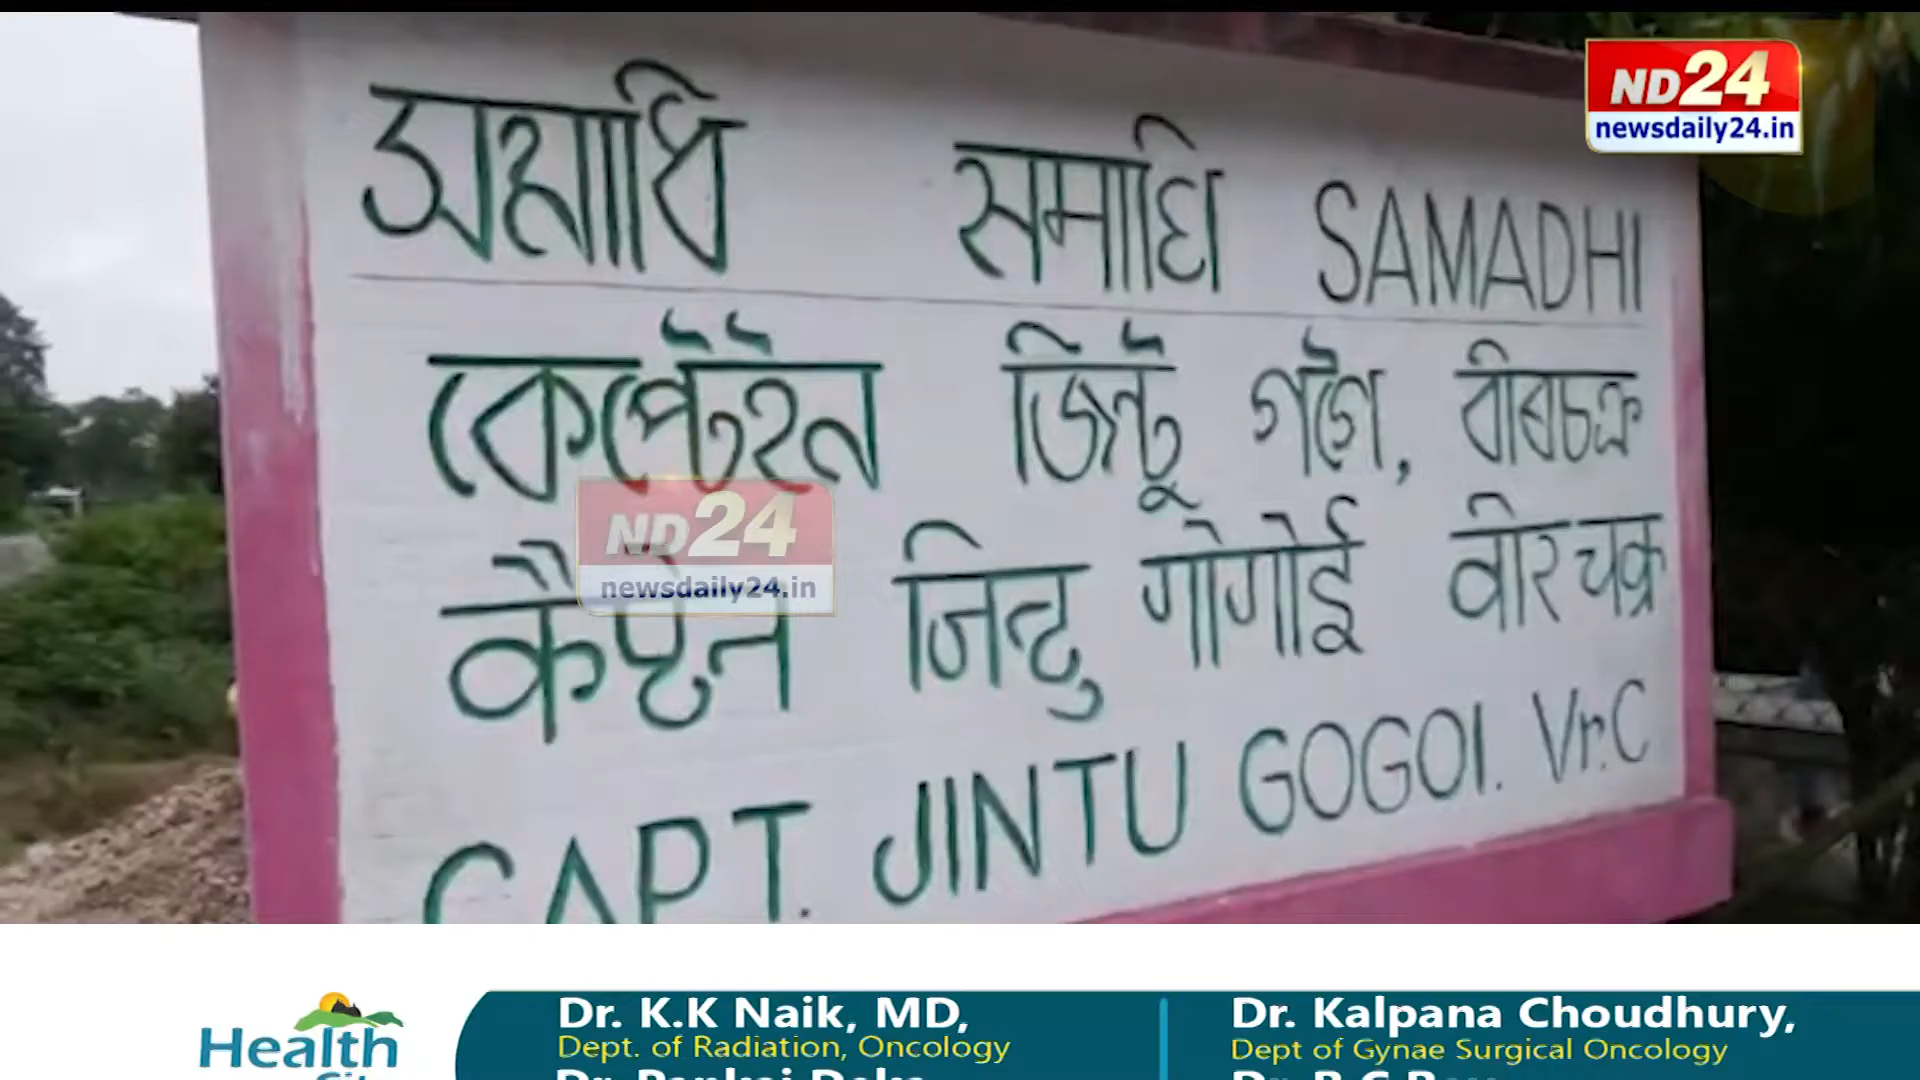 ND24
newsdaily24.in
সমাধি समाधि SAMADHI
কেপ্টেইন জিন্টু গগৈ, বীৰচক্ৰ
ND24
newsdaily24.in
कैप्टन जिन्टु गोगोई वीरचक्र
CAPT. JINTU GOGOI. Vr.C
Health
Dr. K.K Naik, MD,
Dept. of Radiation, Oncology
Dr. Kalpana Choudhury,
Dept of Gynae Surgical Oncology